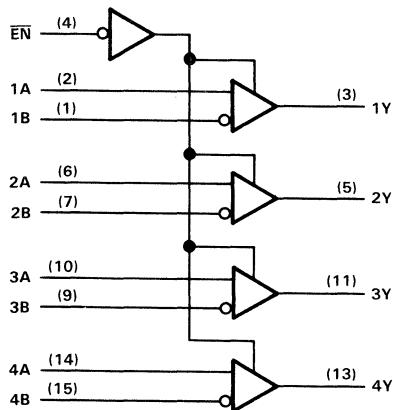 E̅N̅ (4)
1A (2)
1B (1)
(3) 1Y
2A (6)
2B (7)
(5) 2Y
3A (10)
3B (9)
(11) 3Y
4A (14)
4B (15)
(13) 4Y